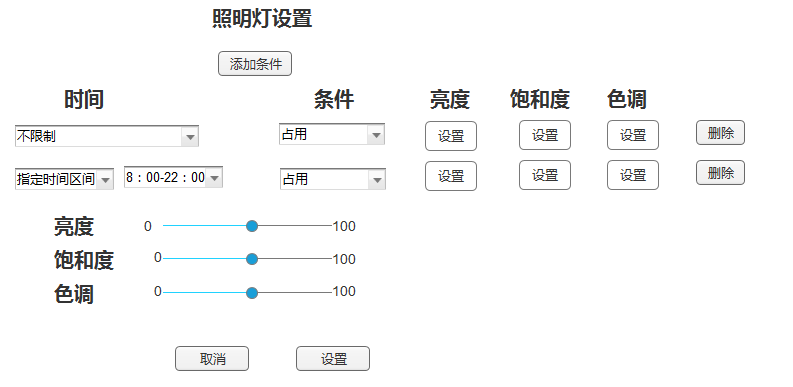 照明灯设置
添加条件
时间 条件 亮度 饱和度 色调
不限制 占用 设置 设置 设置 删除
指定时间区间 8：00-22：00 占用 设置 设置 设置 删除
亮度 0 100
饱和度 0 100
色调 0 100
取消 设置